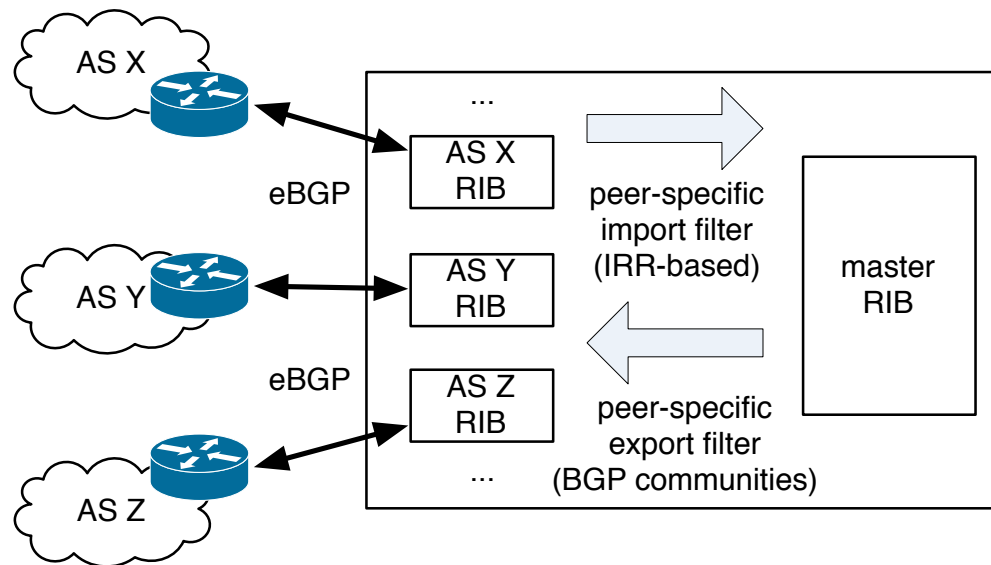 AS X
eBGP
AS Y
eBGP
AS Z
...
AS X
RIB
AS Y
RIB
AS Z
RIB
...
peer-specific
import filter
(IRR-based)
peer-specific
export filter
(BGP communities)
master
RIB